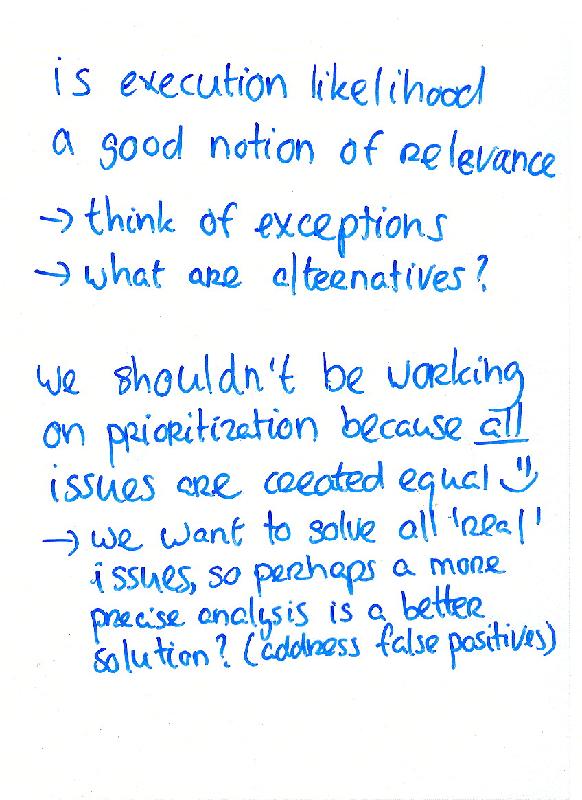 is execution likelihood
a good notion of relevance
→ think of exceptions
→ what are alternatives?
we shouldn't be working
on prioritization because all
issues are created equal
→ we want to solve all 'real'
issues, so perhaps a more
precise analysis is a better
solution? (address false positives)